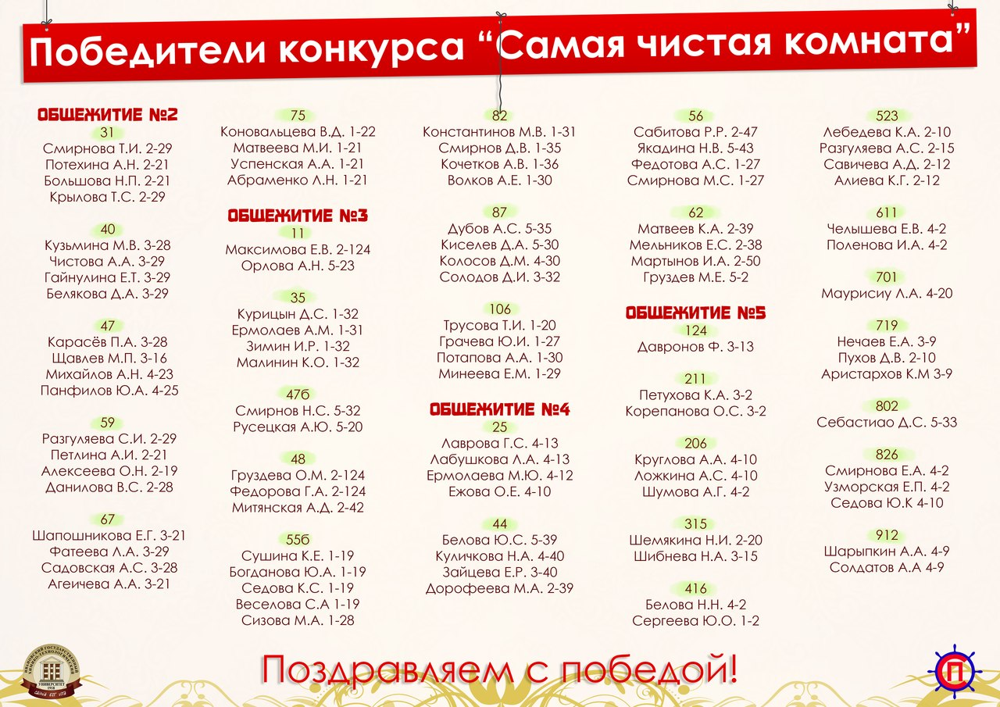 Победители конкурса “Самая чистая комната”
ОБЩЕЖИТИЕ №2
31
Смирнова Т.И. 2-29
Потехина А.Н. 2-21
Большова Н.П. 2-21
Крылова Т.С. 2-29
40
Кузьмина М.В. 3-28
Чистова А.А. 3-29
Гайнулина Е.Т. 3-29
Белякова Д.А. 3-29
47
Карасёв П.А. 3-28
Щавлев М.П. 3-16
Михайлов А.Н. 4-23
Панфилов Ю.А. 4-25
59
Разгуляева С.И. 2-29
Петлина А.И. 2-21
Алексеева О.Н. 2-19
Данилова В.С. 2-28
67
Шапошникова Е.Г. 3-21
Фатеева Л.А. 3-29
Садовская А.С. 3-28
Агеичева А.А. 3-21
75
Коновальцева В.Д. 1-22
Матвеева М.И. 1-21
Успенская А.А. 1-21
Абраменко Л.Н. 1-21
ОБЩЕЖИТИЕ №3
11
Максимова Е.В. 2-124
Орлова А.Н. 5-23
35
Курицын Д.С. 1-32
Ермолаев А.М. 1-31
Зимин И.Р. 1-32
Малинин К.О. 1-32
47б
Смирнов Н.С. 5-32
Русецкая А.Ю. 5-20
48
Груздева О.М. 2-124
Федорова Г.А. 2-124
Митянская А.Д. 2-42
55б
Сушина К.Е. 1-19
Богданова Ю.А. 1-19
Седова К.С. 1-19
Веселова С.А 1-19
Сизова М.А. 1-28
82
Константинов М.В. 1-31
Смирнов Д.В. 1-35
Кочетков А.В. 1-36
Волков А.Е. 1-30
87
Дубов А.С. 5-35
Киселев Д.А. 5-30
Колосов Д.М. 4-30
Солодов Д.И. 3-32
106
Трусова Т.И. 1-20
Грачева Ю.И. 1-27
Потапова А.А. 1-30
Минеева Е.М. 1-29
ОБЩЕЖИТИЕ №4
25
Лаврова Г.С. 4-13
Лабушкова Л.А. 4-13
Ермолаева М.Ю. 4-12
Ежова О.Е. 4-10
44
Белова Ю.С. 5-39
Куличкова Н.А. 4-40
Зайцева Е.Р. 3-40
Дорофеева М.А. 2-39
56
Сабитова Р.Р. 2-47
Якадина Н.В. 5-43
Федотова А.С. 1-27
Смирнова М.С. 1-27
62
Матвеев К.А. 2-39
Мельников Е.С. 2-38
Мартынов И.А. 2-50
Груздев М.Е. 5-2
ОБЩЕЖИТИЕ №5
124
Давронов Ф. 3-13
211
Петухова К.А. 3-2
Корепанова О.С. 3-2
206
Круглова А.А. 4-10
Ложкина А.С. 4-10
Шумова А.Г. 4-2
315
Шемякина Н.И. 2-20
Шибнева Н.А. 3-15
416
Белова Н.Н. 4-2
Сергеева Ю.О. 1-2
523
Лебедева К.А. 2-10
Разгуляева А.С. 2-15
Савичева А.Д. 2-12
Алиева К.Г. 2-12
611
Челышева Е.В. 4-2
Поленова И.А. 4-2
701
Маурисиу Л.А. 4-20
719
Нечаев Е.А. 3-9
Пухов Д.В. 2-10
Аристархов К.М 3-9
802
Себастиао Д.С. 5-33
826
Смирнова Е.А. 4-2
Узморская Е.П. 4-2
Седова Ю.К 4-10
912
Шарыпкин А.А. 4-9
Солдатов А.А 4-9
Поздравляем с победой!
ИВАНОВСКИЙ ГОСУДАРСТВЕННЫЙ
ХИМИКО-ТЕХНОЛОГИЧЕСКИЙ
УНИВЕРСИТЕТ
1918
П